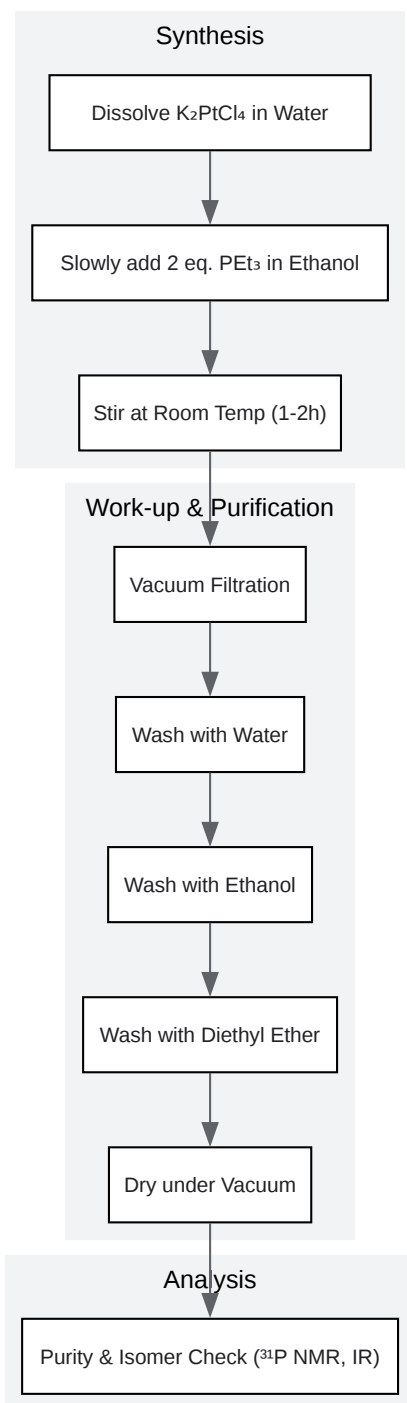 Synthesis
Dissolve K₂PtCl₄ in Water
Slowly add 2 eq. PEt₃ in Ethanol
Stir at Room Temp (1-2h)
Work-up & Purification
Vacuum Filtration
Wash with Water
Wash with Ethanol
Wash with Diethyl Ether
Dry under Vacuum
Analysis
Purity & Isomer Check (³¹P NMR, IR)